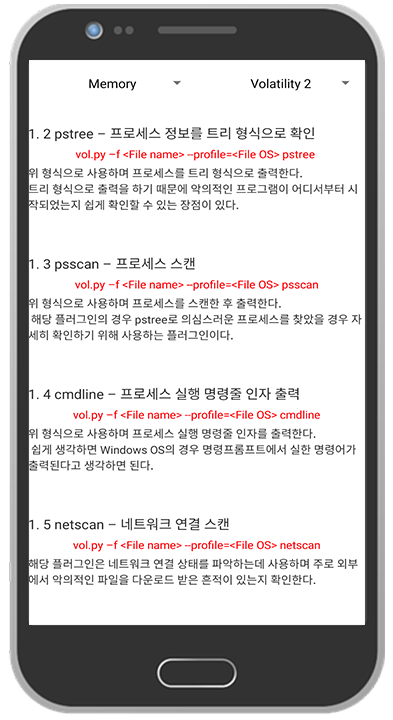 Memory
Volatility 2
1. 2 pstree – 프로세스 정보를 트리 형식으로 확인
vol.py –f <File name> --profile=<File OS> pstree
위 형식으로 사용하며 프로세스를 트리 형식으로 출력한다.
트리 형식으로 출력을 하기 때문에 악의적인 프로그램이 어디서부터 시
작되었는지 쉽게 확인할 수 있는 장점이 있다.
1. 3 psscan – 프로세스 스캔
vol.py –f <File name> --profile=<File OS> psscan
위 형식으로 사용하며 프로세스를 스캔한 후 출력한다.
해당 플러그인의 경우 pstree로 의심스러운 프로세스를 찾았을 경우 자
세히 확인하기 위해 사용하는 플러그인이다.
1. 4 cmdline – 프로세스 실행 명령줄 인자 출력
vol.py –f <File name> --profile=<File OS> cmdline
위 형식으로 사용하며 프로세스 실행 명령줄 인자를 출력한다.
쉽게 생각하면 Windows OS의 경우 명령프롬프트에서 실한 명령어가
출력된다고 생각하면 된다.
1. 5 netscan – 네트워크 연결 스캔
vol.py –f <File name> --profile=<File OS> netscan
해당 플러그인은 네트워크 연결 상태를 파악하는데 사용하며 주로 외부
에서 악의적인 파일을 다운로드 받은 흔적이 있는지 확인한다.